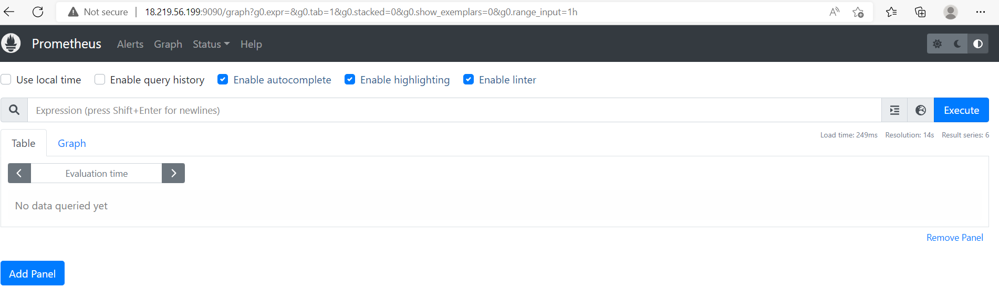 Not secure | 18.219.56.199:9090/graph?g0.expr=&g0.tab=1&g0.stacked=0&g0.show_exemplars=0&g0.range_input=1h
Prometheus Alerts Graph Status Help
Use local time Enable query history Enable autocomplete Enable highlighting Enable linter
Expression (press Shift+Enter for newlines) Execute
Table Graph Load time: 249ms Resolution: 14s Result series: 6
Evaluation time
No data queried yet
Remove Panel
Add Panel